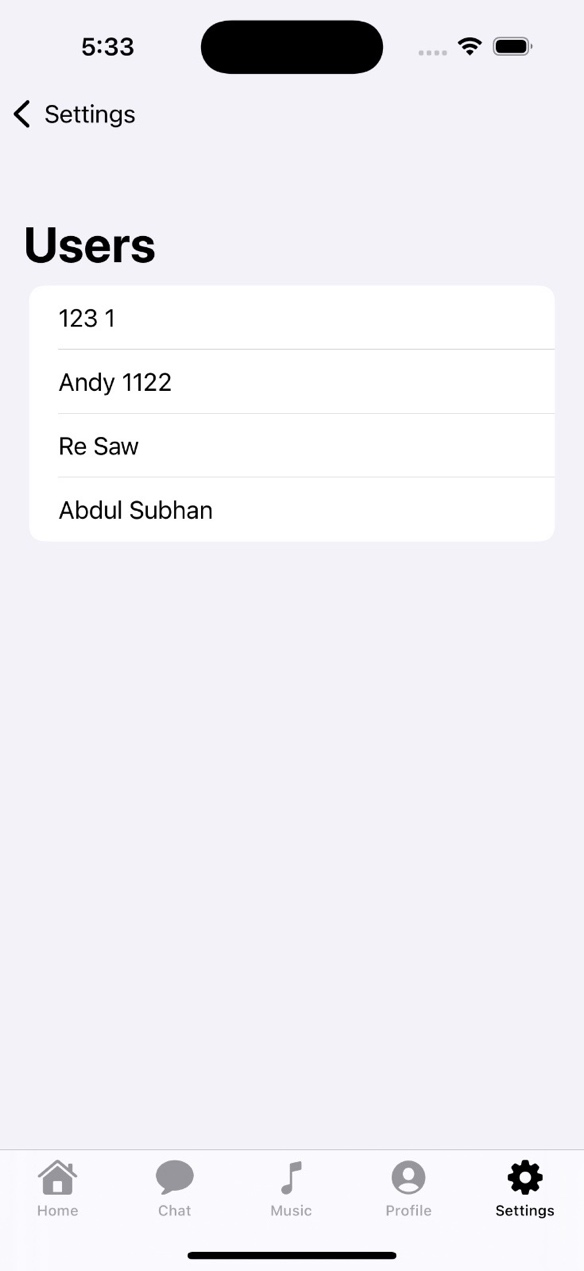 5:33
Settings
Users
123 1
Andy 1122
Re Saw
Abdul Subhan
Home Chat Music Profile Settings